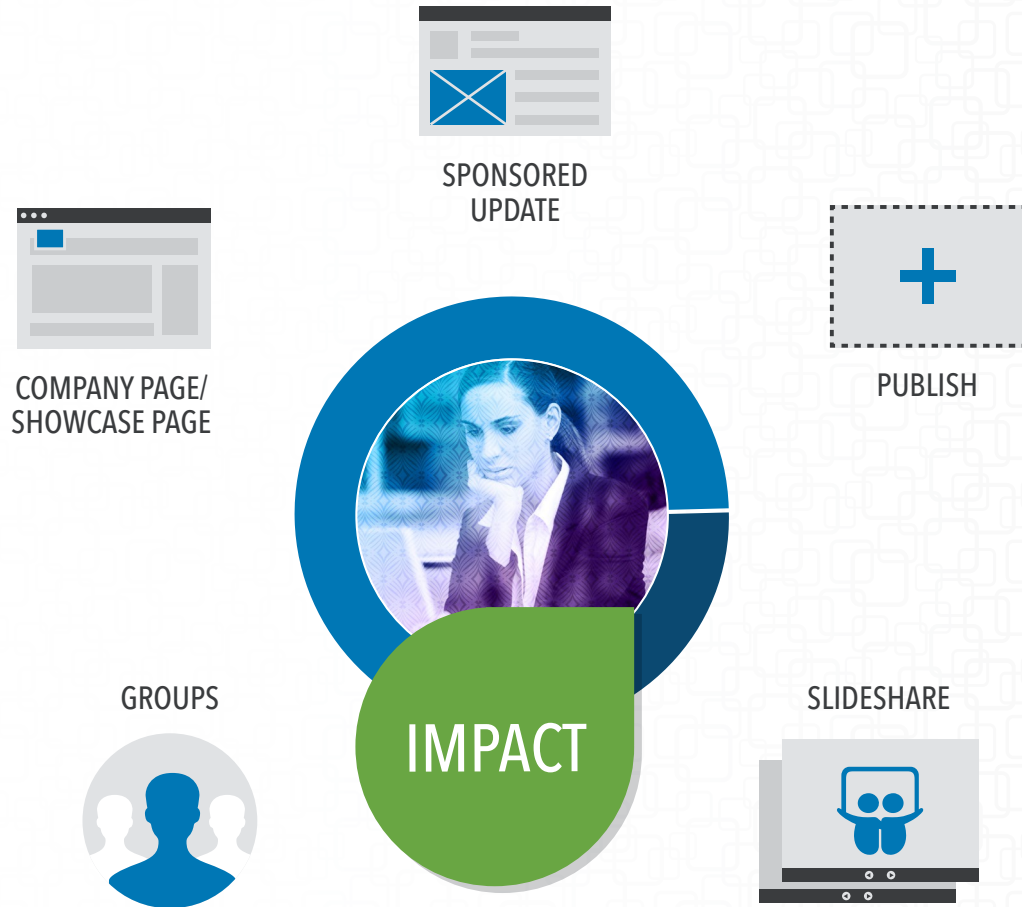 SPONSORED
UPDATE
COMPANY PAGE/
SHOWCASE PAGE
PUBLISH
GROUPS
SLIDESHARE
IMPACT